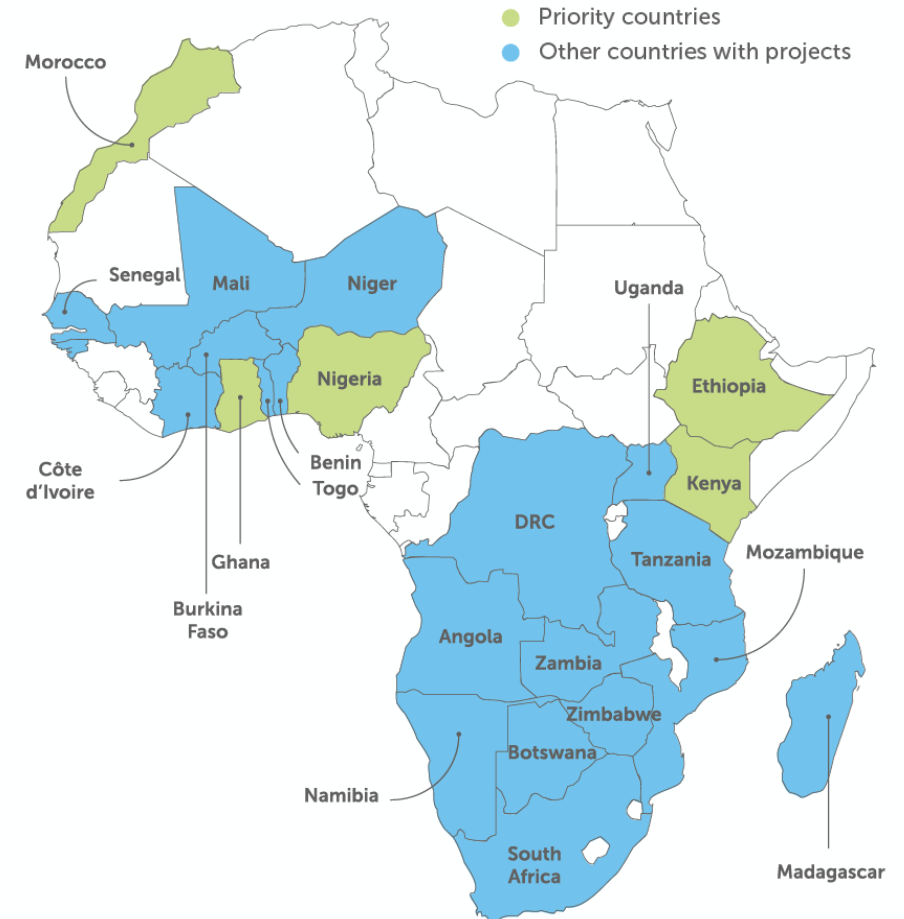 Priority countries
Other countries with projects
Morocco
Senegal
Mali
Niger
Uganda
Nigeria
Ethiopia
Côte
d’Ivoire
Benin
Togo
Kenya
DRC
Ghana
Tanzania
Mozambique
Burkina
Faso
Angola
Zambia
Zimbabwe
Botswana
Namibia
South
Africa
Madagascar